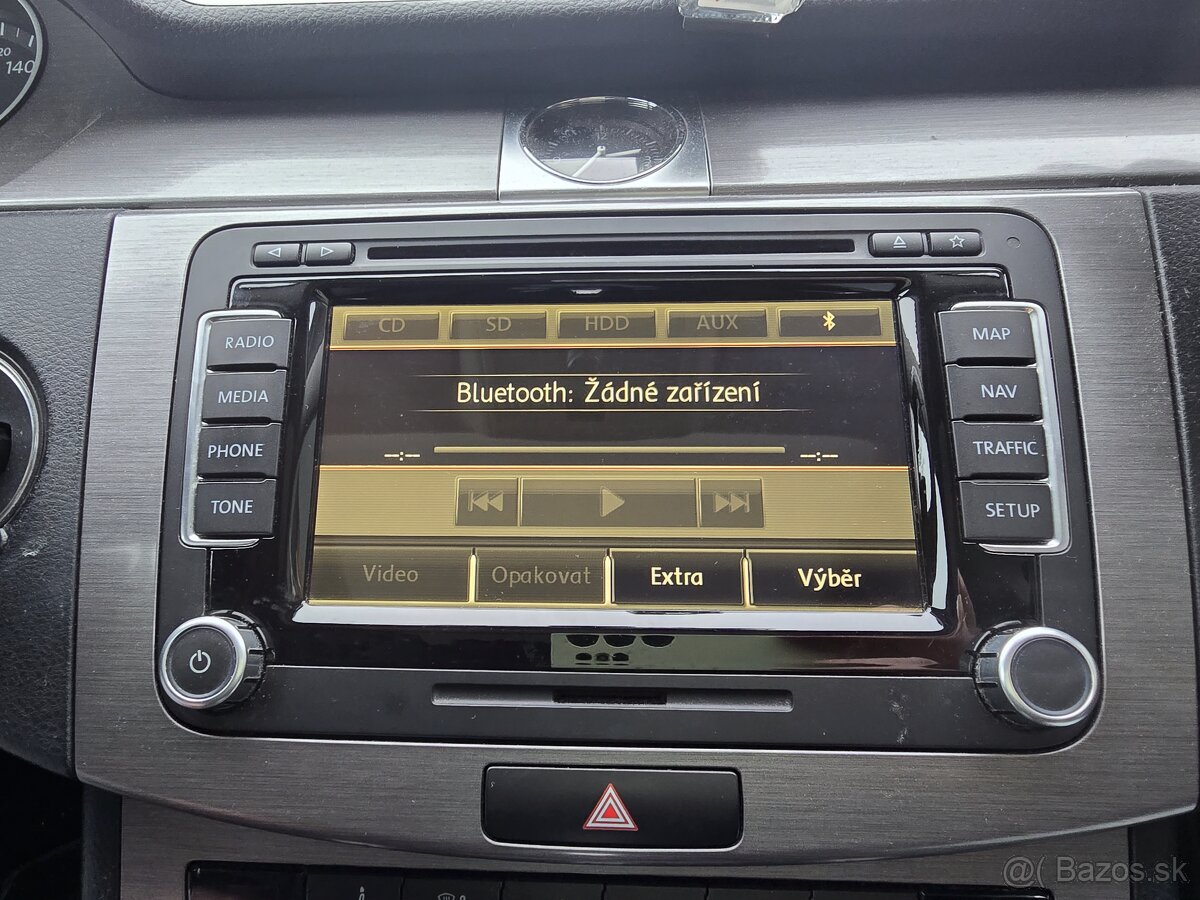 20
140
CD SD HDD AUX
RADIO
MEDIA
PHONE
TONE
Bluetooth: Žádné zařízení
--:-- --:--
Video Opakovat Extra Výběr
MAP
NAV
TRAFFIC
SETUP
@( Bazos.sk